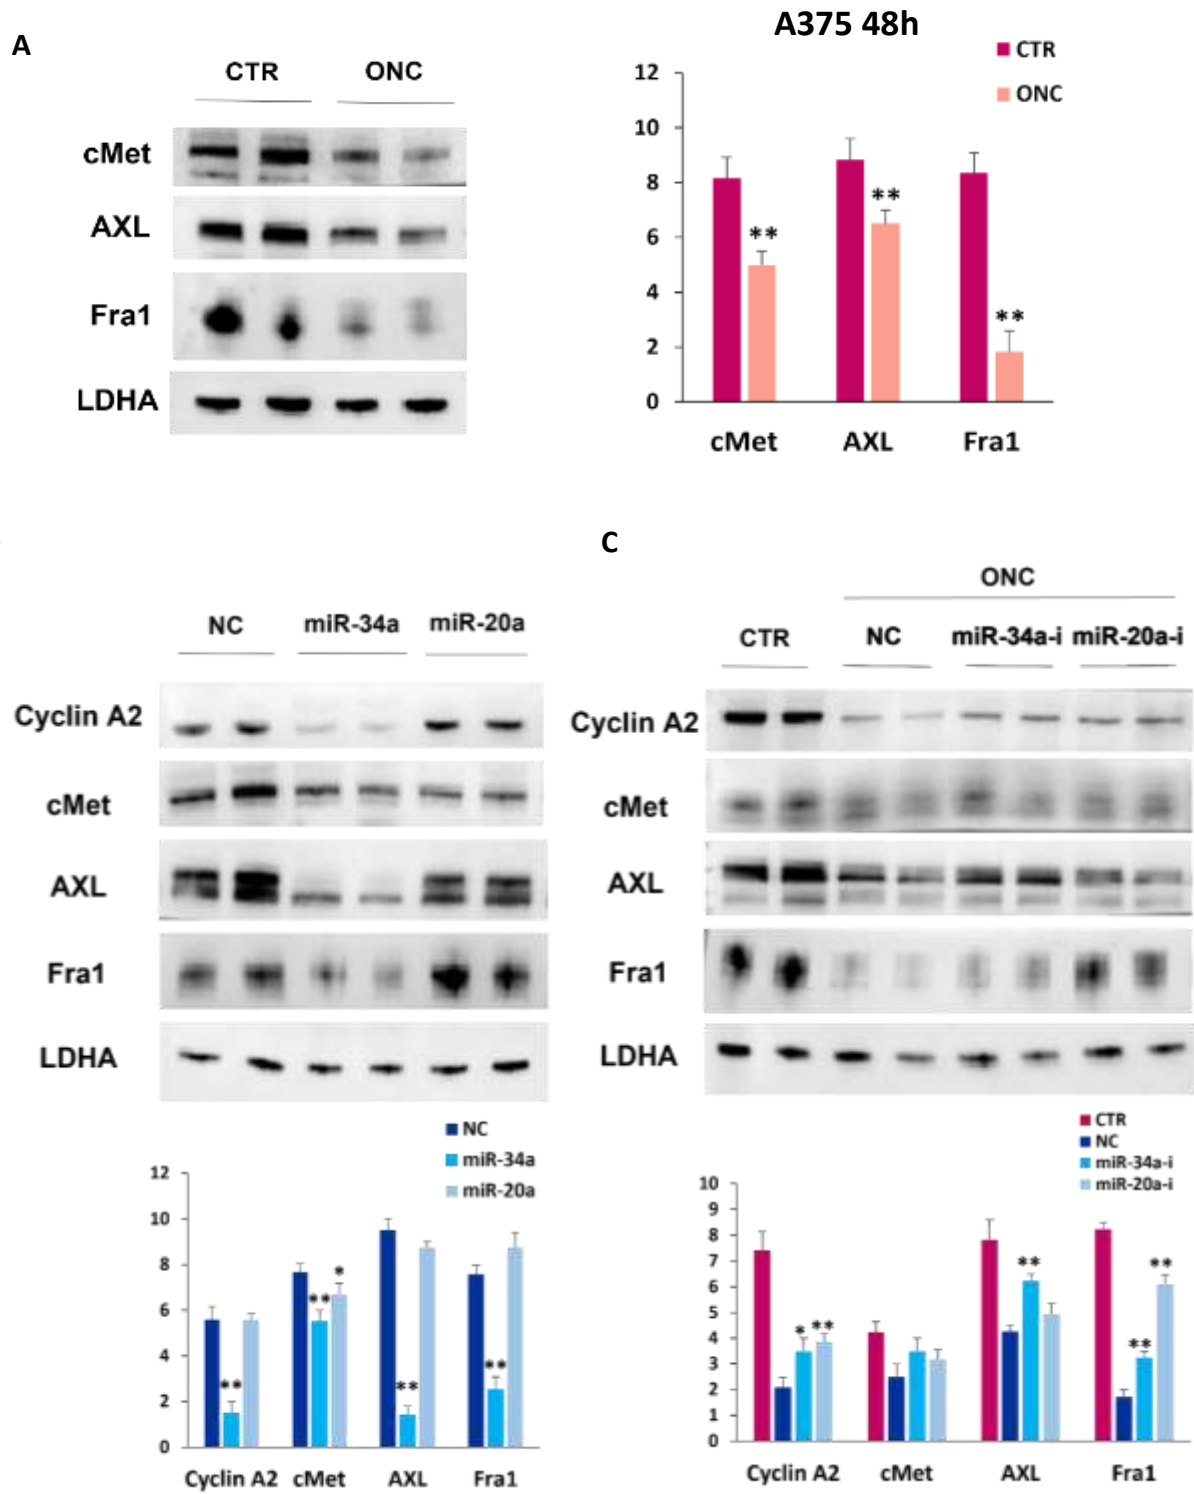 A
CTR ONC
cMet
AXL
Fra1
LDHA
A375 48h
CTR
ONC
12
10
8
6
4
2
0
** ** **
cMet AXL Fra1
NC miR-34a miR-20a
Cyclin A2
cMet
AXL
Fra1
LDHA
NC
miR-34a
miR-20a
12
10
8
6
4
2
0
** ** * ** **
Cyclin A2 cMet AXL Fra1
C
ONC
CTR NC miR-34a-i miR-20a-i
Cyclin A2
cMet
AXL
Fra1
LDHA
CTR
NC
miR-34a-i
miR-20a-i
10
9
8
7
6
5
4
3
2
1
0
* ** ** ** **
Cyclin A2 cMet AXL Fra1